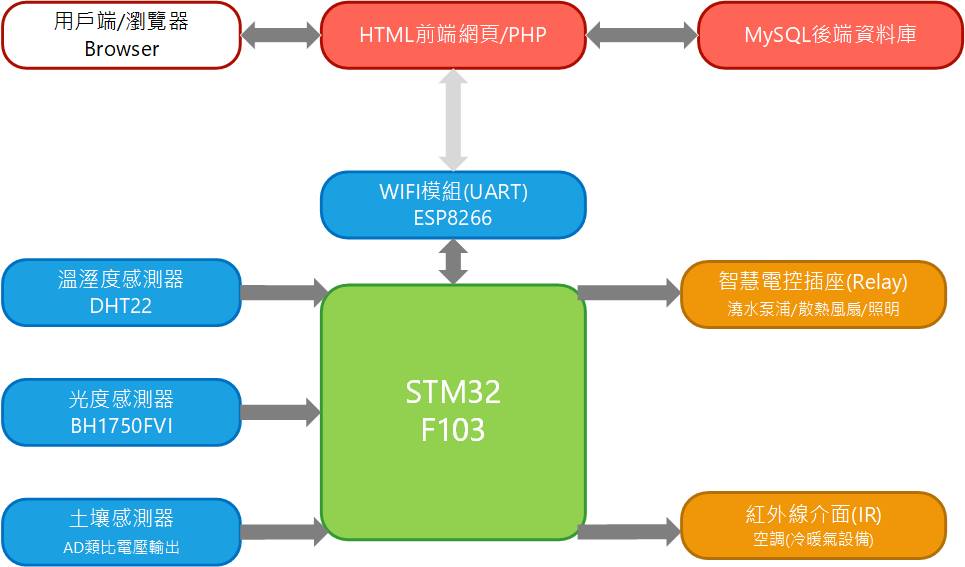 用戶端/瀏覽器
Browser
HTML前端網頁/PHP
MySQL後端資料庫
WIFI模組(UART)
ESP8266
溫溼度感測器
DHT22
智慧電控插座(Relay)
澆水泵浦/散熱風扇/照明
光度感測器
BH1750FVI
STM32
F103
土壤感測器
AD類比電壓輸出
紅外線介面(IR)
空調(冷暖氣設備)